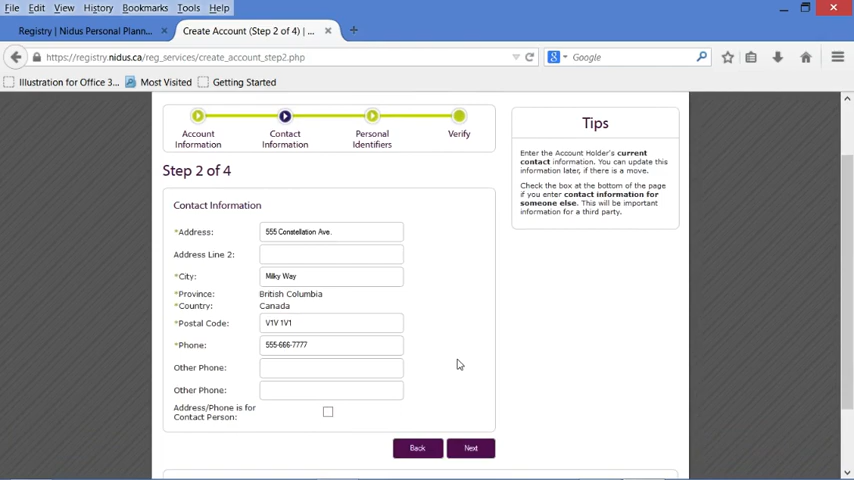 File Edit View History Bookmarks Tools Help
Registry | Nidus Personal Plann...
Create Account (Step 2 of 4) | ...
https://registry.nidus.ca/reg_services/create_account_step2.php
Google
Illustration for Office 3... Most Visited Getting Started
Account Information
Contact Information
Personal Identifiers
Verify
Step 2 of 4
Contact Information
*Address: 555 Constellation Ave.
Address Line 2:
*City: Milky Way
*Province: British Columbia
*Country: Canada
*Postal Code: V1V 1V1
*Phone: 555-666-7777
Other Phone:
Other Phone:
Address/Phone is for
Contact Person:
Back Next
Tips
Enter the Account Holder's current
contact information. You can update this
information later, if there is a move.
Check the box at the bottom of the page
if you enter contact information for
someone else. This will be important
information for a third party.